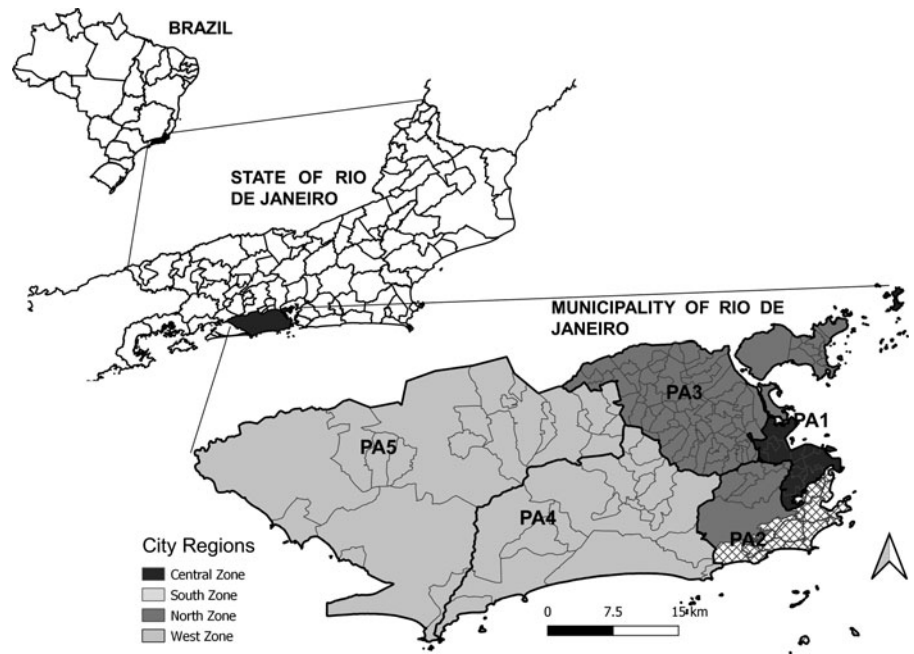 BRAZIL
STATE OF RIO
DE JANEIRO
MUNICIPALITY OF RIO DE
JANEIRO
PA3
PA1
PA5
PA4
PA2
City Regions
Central Zone
South Zone
North Zone
West Zone
0 7.5 15 km